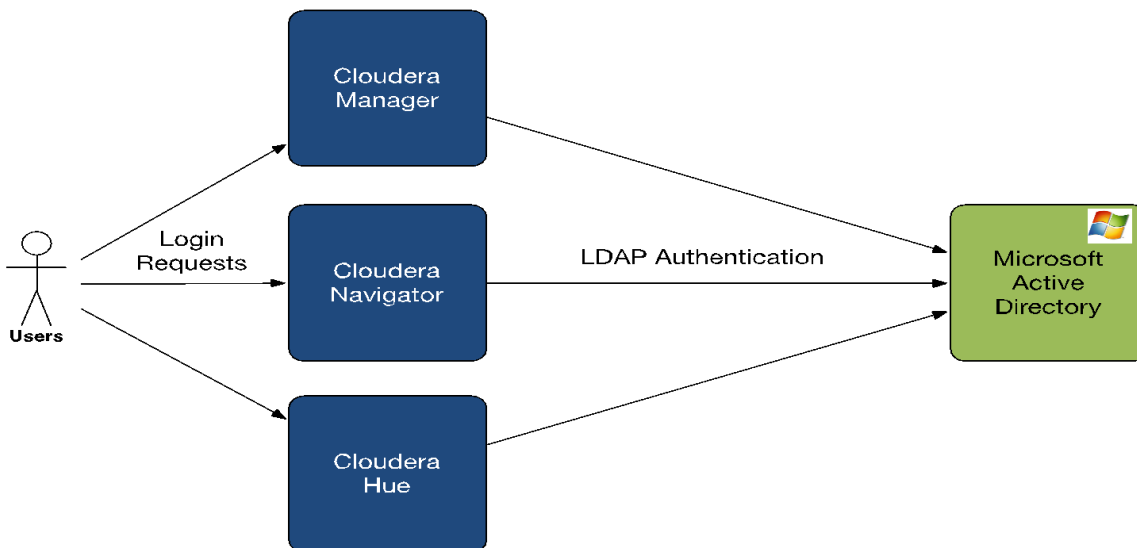 Cloudera
Manager
Login
Requests
Users
Cloudera
Navigator
LDAP Authentication
Microsoft
Active
Directory
Cloudera
Hue